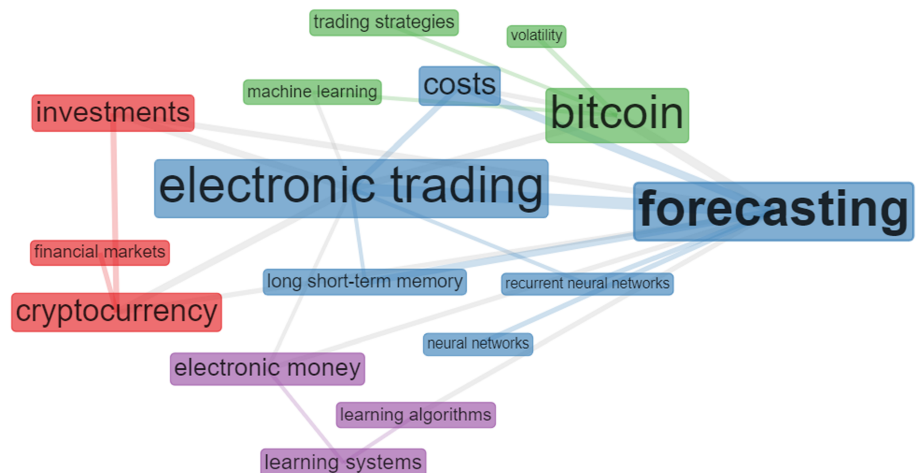 trading strategies
volatility
costs
machine learning
investments
bitcoin
electronic trading
forecasting
financial markets
long short-term memory
recurrent neural networks
cryptocurrency
neural networks
electronic money
learning algorithms
learning systems